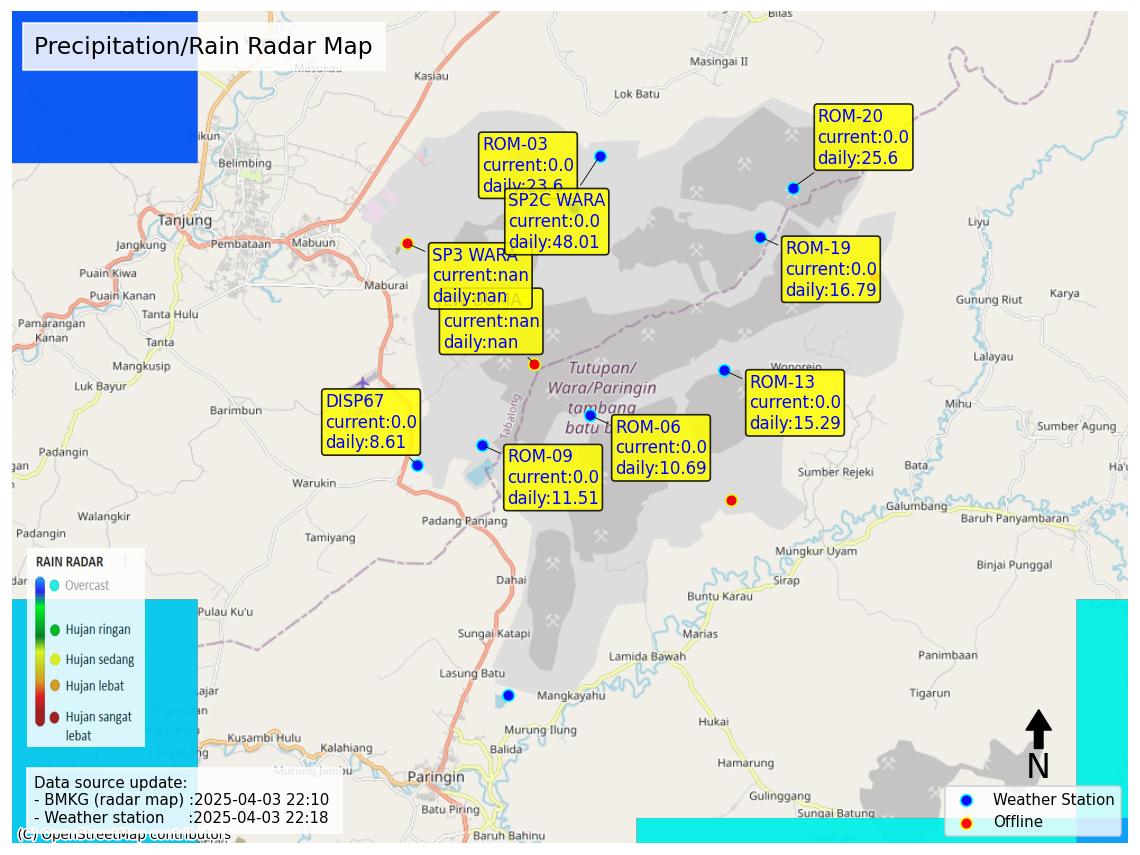 Precipitation/Rain Radar Map
Bilas
Masingai II
Kasiau
Lok Batu
Hikun
Belimbing
Tanjung
Jangkung
Pembataan
Mabuun
Puain Kiwa
Maburai
Puain Kanan
Tanta Hulu
Pamarangan
Kanan
Tanta
Mangkusip
Luk Bayur
Barimbun
Liyu
Gunung Riut
Karya
Lalayau
Mihu
Sumber Agung
Wonorejo
Tutupan/
Wara/Paringin
tambang
batu b
Tabalong
ROM-03
current:0.0
daily:23.6
SP2C WARA
current:0.0
daily:48.01
SP3 WARA
current:nan
daily:nan
current:nan
daily:nan
ROM-20
current:0.0
daily:25.6
ROM-19
current:0.0
daily:16.79
ROM-13
current:0.0
daily:15.29
ROM-06
current:0.0
daily:10.69
ROM-09
current:0.0
daily:11.51
DISP67
current:0.0
daily:8.61
Warukin
Padang Panjang
Walangkir
Padangin
Tamiyang
Dahai
Sumber Rejeki
Bata
Galumbang
Baruh Panyambaran
Mungkur Uyam
Binjai Punggal
Sirap
Buntu Karau
Marias
Pulau Ku'u
Sungai Katapi
Lamida Bawah
Panimbaan
Lasung Batu
Mangkayahu
Tigarun
Hukai
Murung Ilung
Kusambi Hulu
Kalahiang
Balida
Hamarung
Paringin
Murung Jambu
Batu Piring
Gulinggang
Sungai Batung
Baruh Bahinu
RAIN RADAR
Overcast
Hujan ringan
Hujan sedang
Hujan lebat
Hujan sangat
lebat
Data source update:
- BMKG (radar map) :2025-04-03 22:10
- Weather station :2025-04-03 22:18
(C) OpenStreetMap contributors
N
Weather Station
Offline